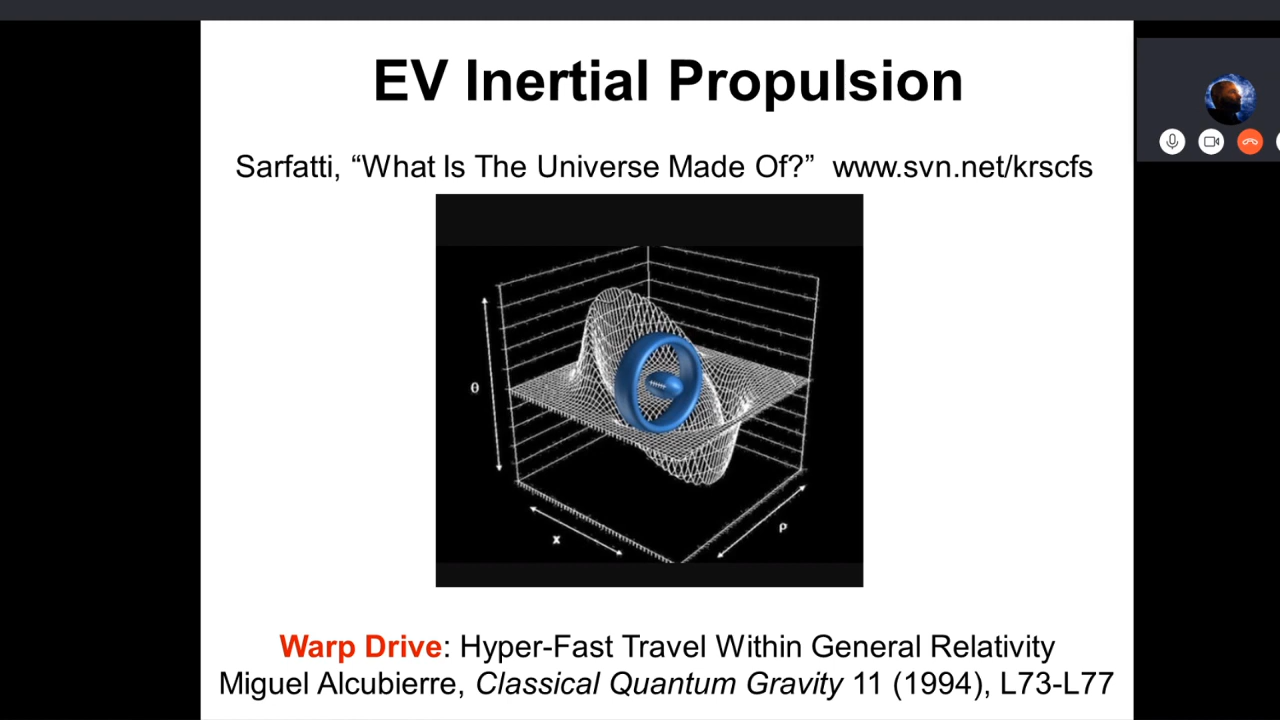 EV Inertial Propulsion
Sarfatti, “What Is The Universe Made Of?” www.svn.net/krscfs
θ
x
ρ
Warp Drive: Hyper-Fast Travel Within General Relativity
Miguel Alcubierre, Classical Quantum Gravity 11 (1994), L73-L77